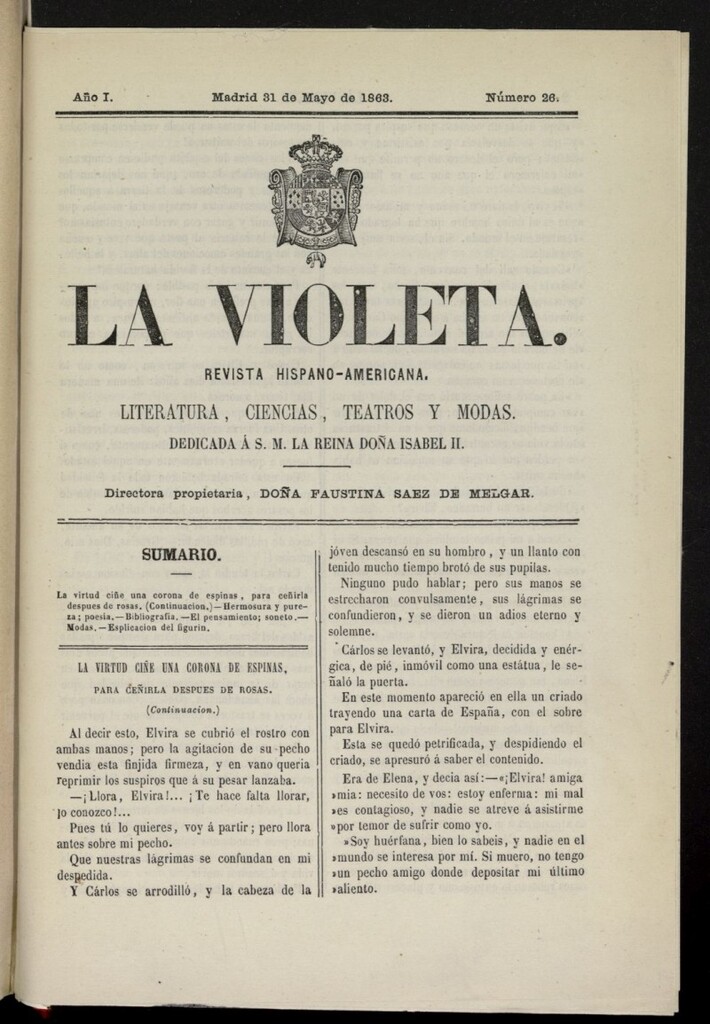 Año I.
Madrid 31 de Mayo de 1863.
Número 26.
LA VIOLETA.
REVISTA HISPANO-AMERICANA.
LITERATURA, CIENCIAS, TEATROS Y MODAS.
DEDICADA Á S. M. LA REINA DOÑA ISABEL II.
Directora propietaria, DOÑA FAUSTINA SAEZ DE MELGAR.
SUMARIO.
La virtud ciñe una corona de espinas, para ceñirla
despues de rosas. (Continuacion.)—Hermosura y pure-
za; poesía.—Bibliografía.—El pensamiento; soneto.—
Modas.—Esplicacion del figurin.
LA VIRTUD CIÑE UNA CORONA DE ESPINAS,
PARA CEÑIRLA DESPUES DE ROSAS.
(Continuacion.)
Al decir esto, Elvira se cubrió el rostro con
ambas manos; pero la agitacion de su pecho
vendia esta finjida firmeza, y en vano queria
reprimir los suspiros que á su pesar lanzaba.
—¡Llora, Elvira!... ¡Te hace falta llorar,
lo conozco!...
Pues tú lo quieres, voy á partir; pero llora
antes sobre mi pecho.
Que nuestras lágrimas se confundan en mi
despedida.
Y Cárlos se arrodilló, y la cabeza de la
jóven descansó en su hombro, y un llanto con
tenido mucho tiempo brotó de sus pupilas.
Ninguno pudo hablar; pero sus manos se
estrecharon convulsamente, sus lágrimas se
confundieron, y se dieron un adios eterno y
solemne.
Cárlos se levantó, y Elvira, decidida y enér-
gica, de pié, inmóvil como una estátua, le se-
ñaló la puerta.
En este momento apareció en ella un criado
trayendo una carta de España, con el sobre
para Elvira.
Esta se quedó petrificada, y despidiendo el
criado, se apresuró á saber el contenido.
Era de Elena, y decia así:—«¡Elvira! amiga
»mia: necesito de vos: estoy enferma: mi mal
»es contagioso, y nadie se atreve á asistirme
»por temor de sufrir como yo.
»Soy huérfana, bien lo sabeis, y nadie en el
»mundo se interesa por mí. Si muero, no tengo
»un pecho amigo donde depositar mi último
»aliento.